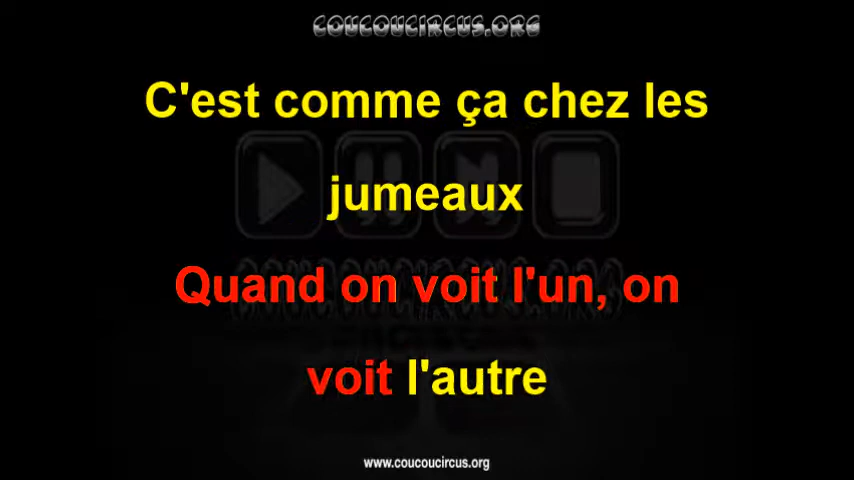 COUCOUCIRCUS.ORG
C'est comme ça chez les
jumeaux
Quand on voit l'un, on
voit l'autre
www.coucoucircus.org